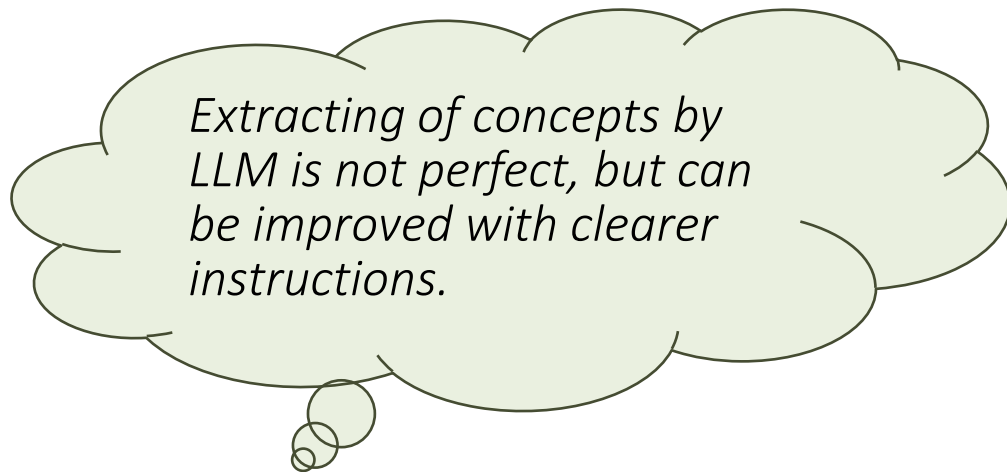 Extracting of concepts by
LLM is not perfect, but can
be improved with clearer
instructions.